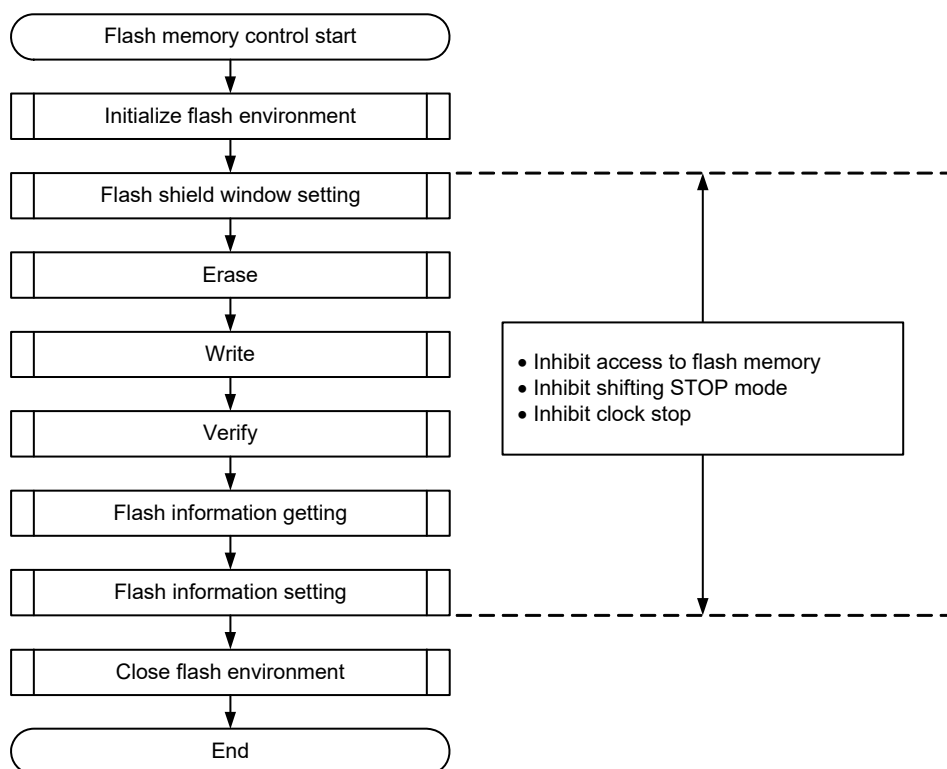 Flash memory control start
Initialize flash environment
Flash shield window setting
Erase
Write
Verify
Flash information getting
Flash information setting
Close flash environment
End
• Inhibit access to flash memory
• Inhibit shifting STOP mode
• Inhibit clock stop